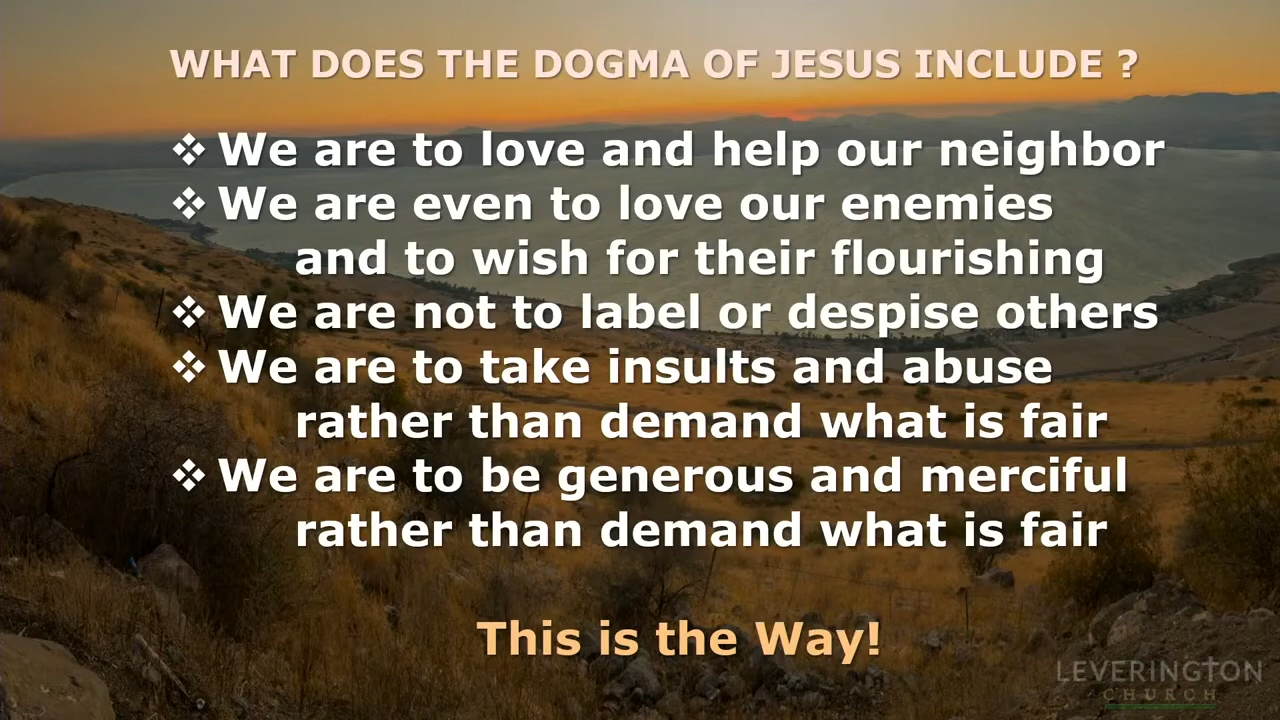 WHAT DOES THE DOGMA OF JESUS INCLUDE ?
❖ We are to love and help our neighbor
❖ We are even to love our enemies
and to wish for their flourishing
❖ We are not to label or despise others
❖ We are to take insults and abuse
rather than demand what is fair
❖ We are to be generous and merciful
rather than demand what is fair
This is the Way!
LEVERINGTON
CHURCH